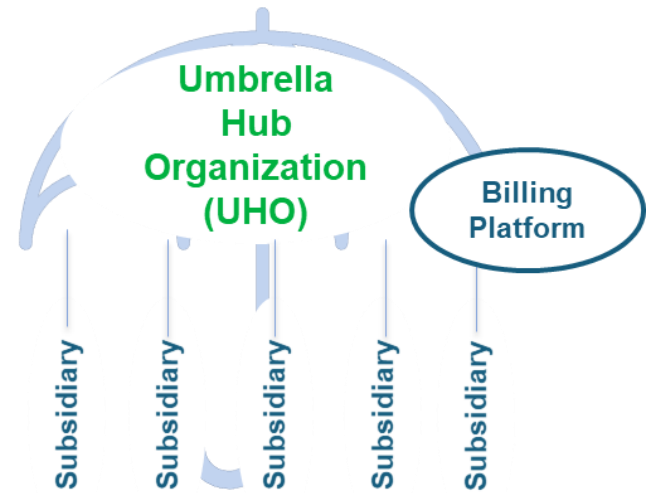 Umbrella
Hub
Organization
(UHO)
Billing
Platform
Subsidiary
Subsidiary
Subsidiary
Subsidiary
Subsidiary